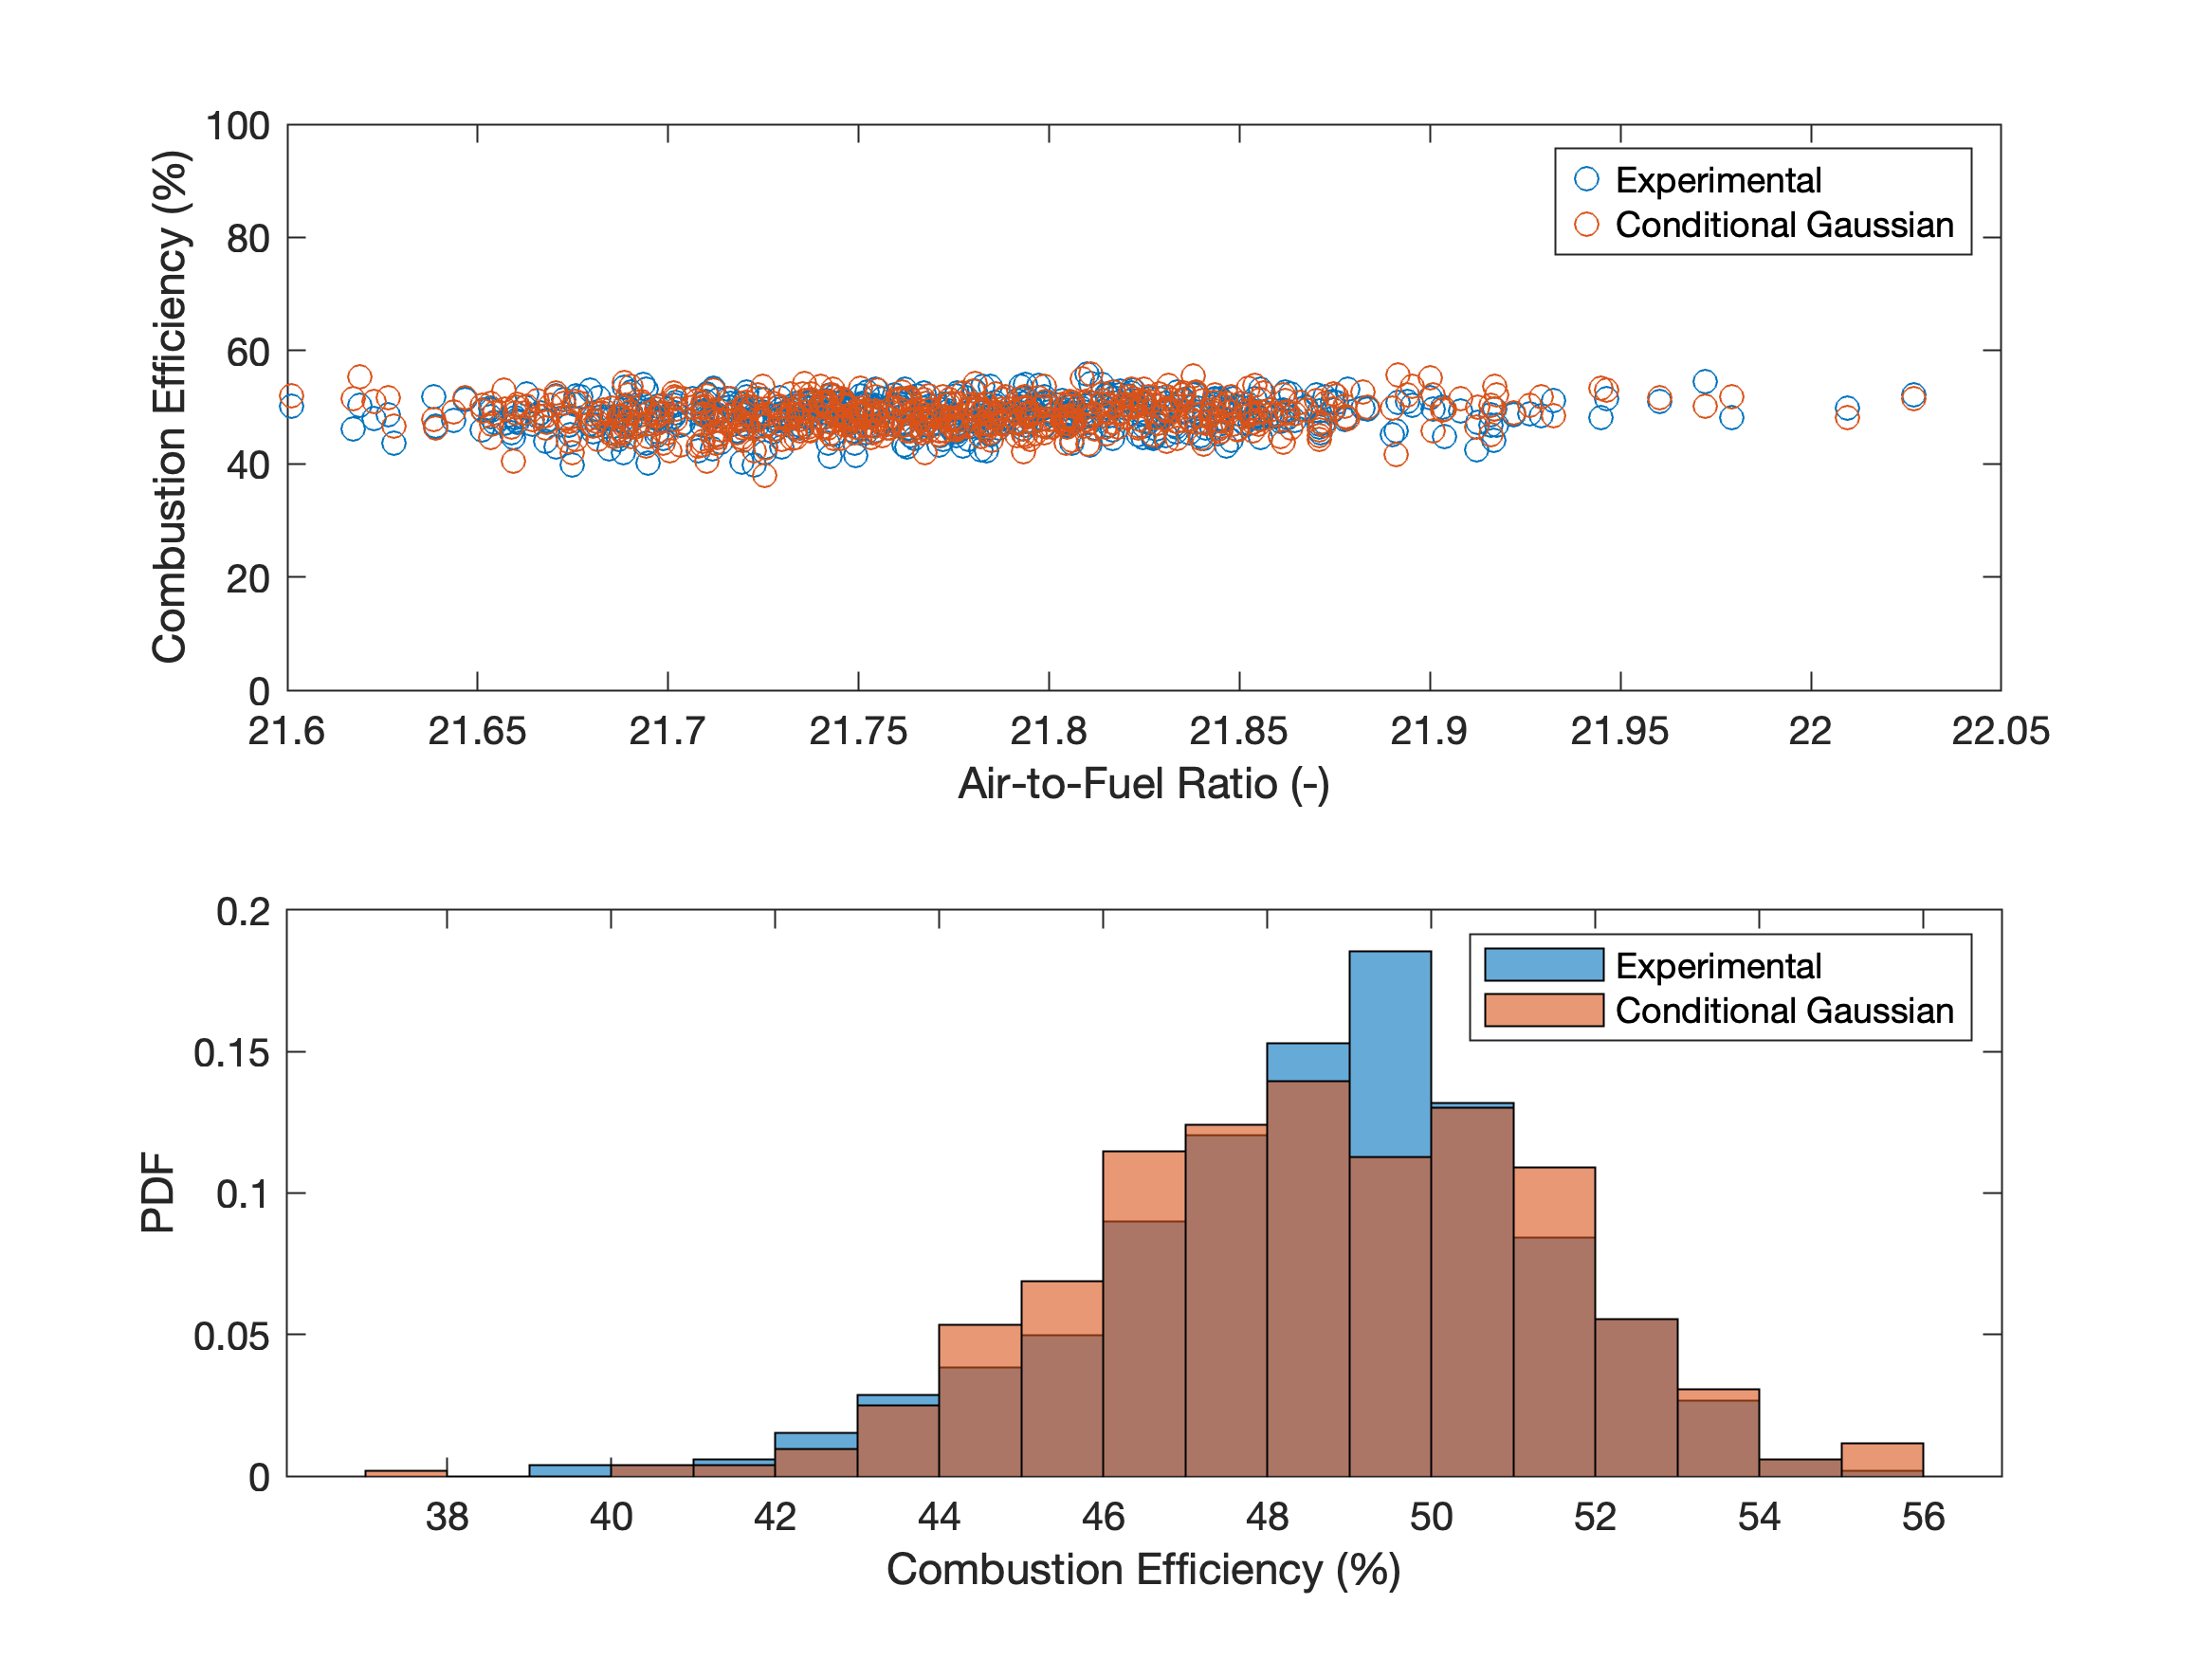 100
80
60
40
20
0
Combustion Efficiency (%)
Experimental
Conditional Gaussian
21.6 21.65 21.7 21.75 21.8 21.85 21.9 21.95 22 22.05
Air-to-Fuel Ratio (-)
0.2
0.15
0.1
0.05
0
PDF
Experimental
Conditional Gaussian
38 40 42 44 46 48 50 52 54 56
Combustion Efficiency (%)